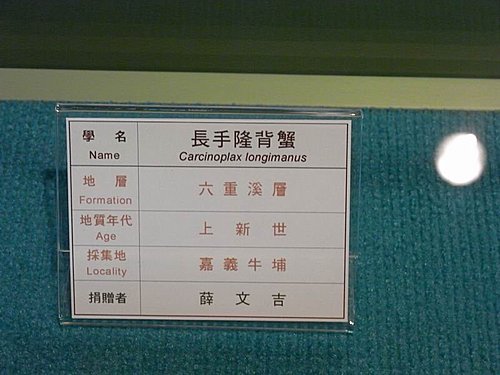 學 名 長手隆背蟹
Name Carcinoplax longimanus
地 層 六重溪層
Formation
地質年代 上新世
Age
採集地 嘉義牛埔
Locality
捐贈者 薛文吉